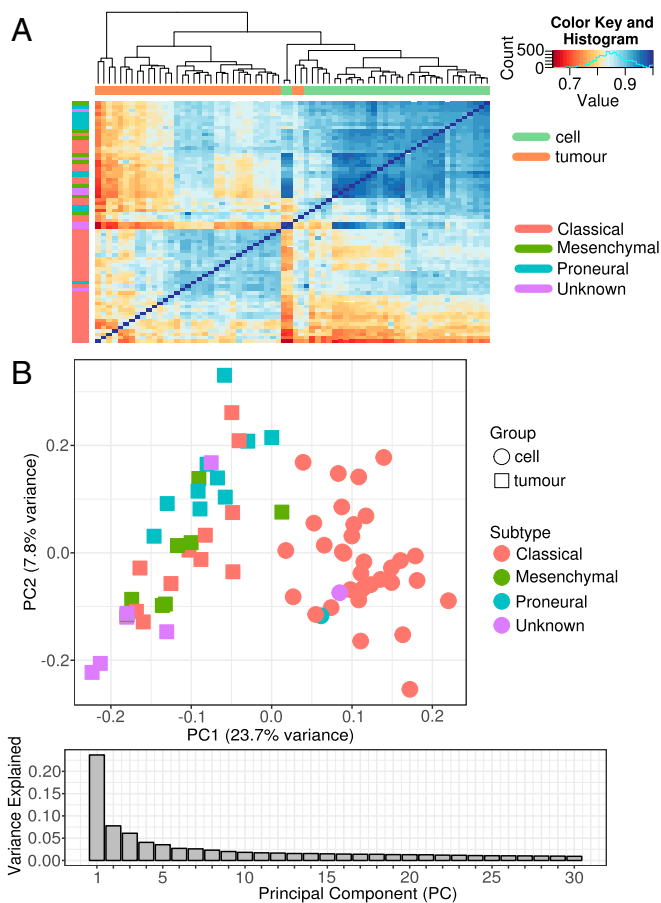 A
Color Key and
Histogram
Count
500
0
0.7
0.9
Value
cell
tumour
Classical
Mesenchymal
Proneural
Unknown
B
PC2 (7.8% variance)
0.2
0.0
-0.2
-0.2
-0.1
0.0
0.1
0.2
PC1 (23.7% variance)
Group
cell
tumour
Subtype
Classical
Mesenchymal
Proneural
Unknown
Variance Explained
0.20
0.15
0.10
0.05
0.00
1
5
10
15
20
25
30
Principal Component (PC)